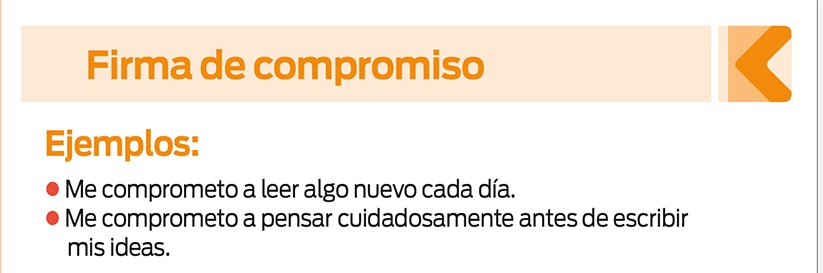 Firma de compromiso
Ejemplos:
● Me comprometo a leer algo nuevo cada día.
● Me comprometo a pensar cuidadosamente antes de escribir
mis ideas.